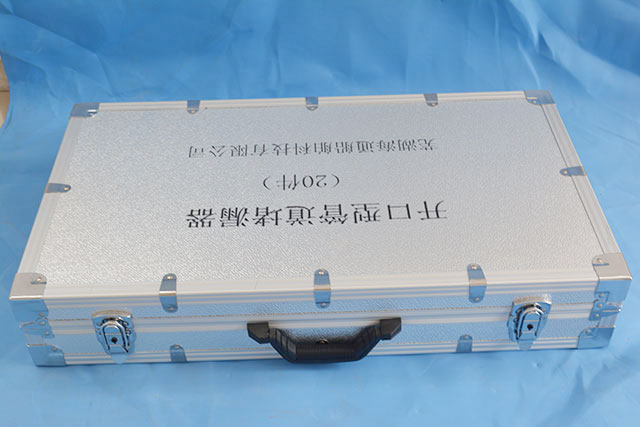 开口型管道堵漏器
（20件）
芜湖海通船舶科技有限公司